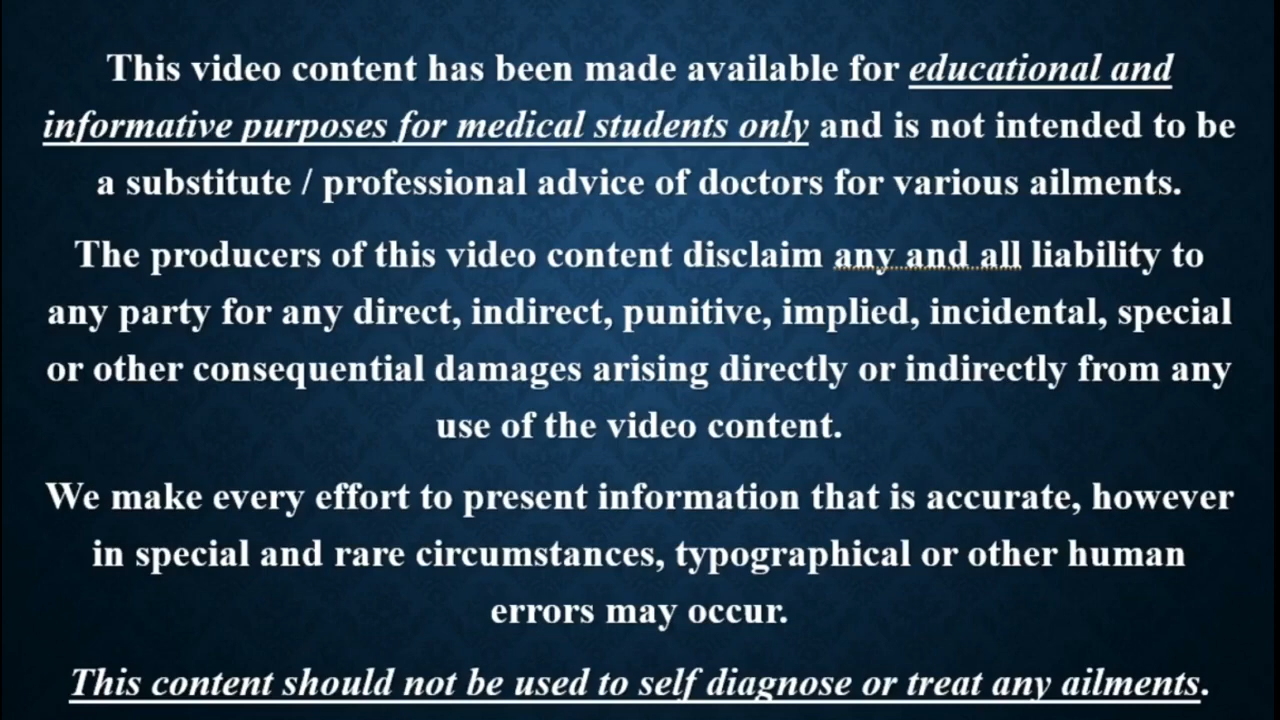 This video content has been made available for educational and
informative purposes for medical students only and is not intended to be
a substitute / professional advice of doctors for various ailments.
The producers of this video content disclaim any and all liability to
any party for any direct, indirect, punitive, implied, incidental, special
or other consequential damages arising directly or indirectly from any
use of the video content.
We make every effort to present information that is accurate, however
in special and rare circumstances, typographical or other human
errors may occur.
This content should not be used to self diagnose or treat any ailments.